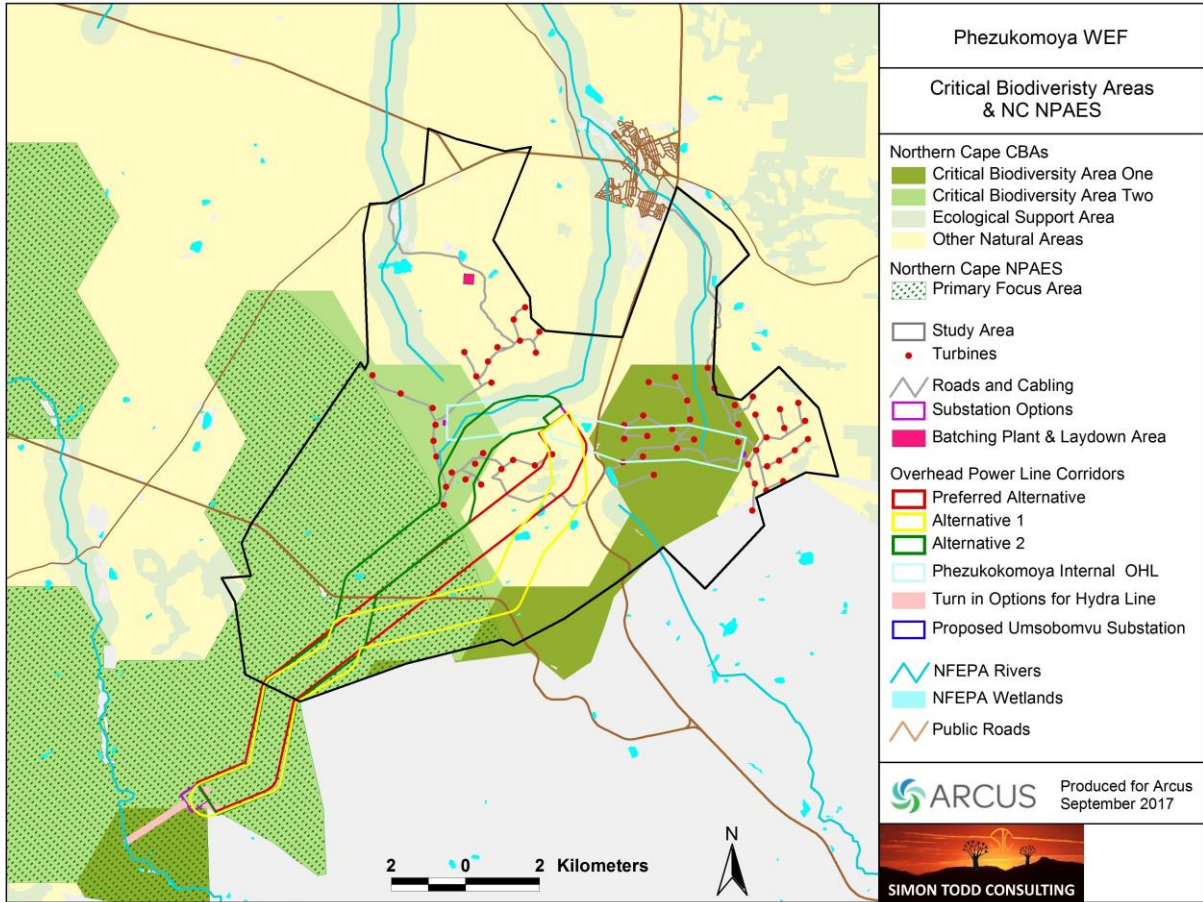 Phezukomoya WEF
Critical Biodiveristy Areas
& NC NPAES
Northern Cape CBAs
Critical Biodiversity Area One
Critical Biodiversity Area Two
Ecological Support Area
Other Natural Areas
Northern Cape NPAES
Primary Focus Area
Study Area
Turbines
Roads and Cabling
Substation Options
Batching Plant & Laydown Area
Overhead Power Line Corridors
Preferred Alternative
Alternative 1
Alternative 2
Phezukokomoya Internal OHL
Turn in Options for Hydra Line
Proposed Umsobomvu Substation
NFEPA Rivers
NFEPA Wetlands
Public Roads
ARCUS
Produced for Arcus
September 2017
SIMON TODD CONSULTING
N
2 0 2 Kilometers